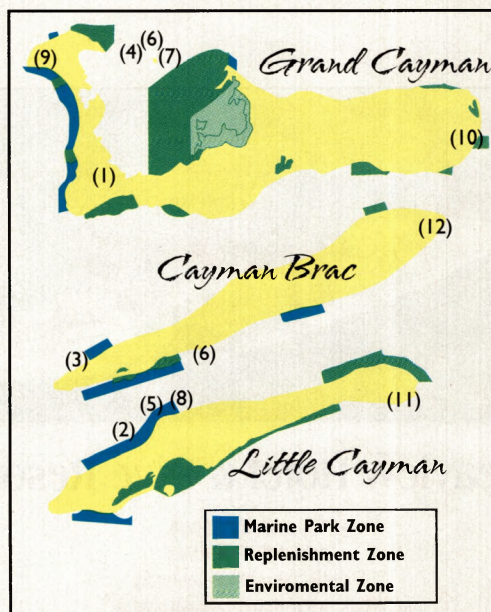 (6)
(9) (4) (7) Grand Cayman
(10)
(1)
(12)
Cayman Brac
(3) (6)
(5) (8) (11)
(2)
Little Cayman
Marine Park Zone
Replenishment Zone
Enviromental Zone